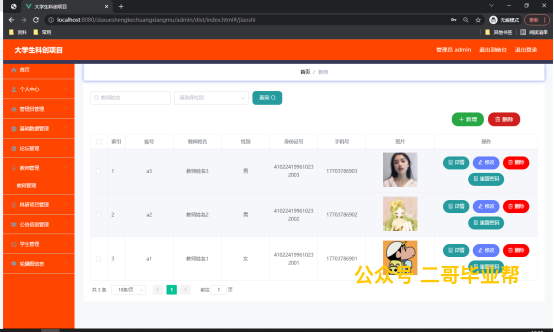 大学生科创项目
localhost:8080/daxueshengkechuangxiangmu/admin/dist/index.html#/jiaoshi
无痕模式
更新
资料
常用
其他书签
阅读清单
大学生科创项目
管理员 admin
退出到前台
退出登录
首页
个人中心
管理员管理
基础数据管理
论坛管理
教师管理
教师管理
科研项目管理
公告信息管理
学生管理
轮播图信息
首页 / 教师
教师姓名
请选择性别
查询
+ 新增
删除
索引 账号 教师姓名 性别 身份证号 手机号 照片 操作
1 a3 教师姓名3 男 410224199610232003 17703786903 详情 修改 删除
重置密码
2 a2 教师姓名2 男 410224199610232002 17703786902 详情 修改 删除
重置密码
3 a1 教师姓名1 女 410224199610232001 17703786901 详情 修改 删除
重置密码
共 3 条 10条/页 1 前往 1 页
公众号 二哥毕业帮